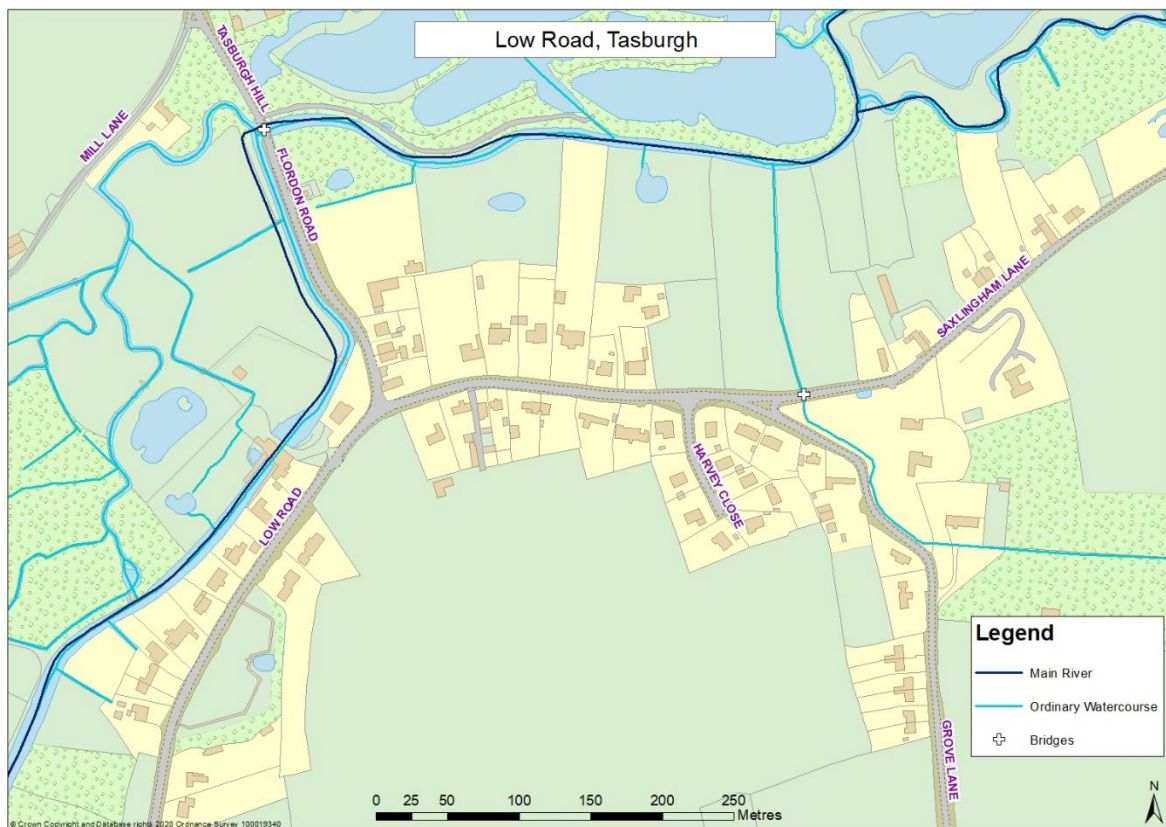 Low Road, Tasburgh
TASBURGH HILL
MILL LANE
FLORDON ROAD
SAXLINGHAM LANE
HARVEY CLOSE
LOW ROAD
GROVE LANE
Legend
Main River
Ordinary Watercourse
Bridges
0 25 50 100 150 200 250
Metres
N
© Crown Copyright and Database rights 2020 Ordnance Survey 100019340